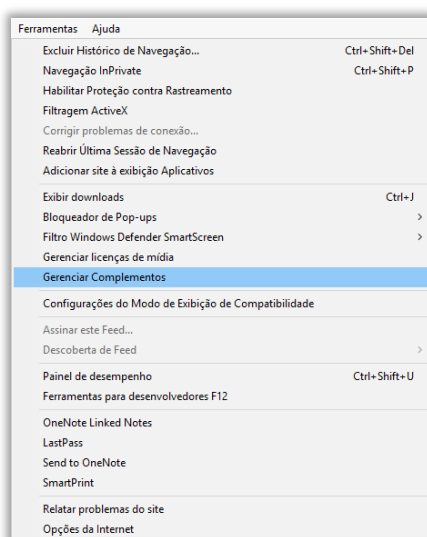 Ferramentas Ajuda
Excluir Histórico de Navegação... Ctrl+Shift+Del
Navegação InPrivate Ctrl+Shift+P
Habilitar Proteção contra Rastreamento
Filtragem ActiveX
Corrigir problemas de conexão...
Reabrir Última Sessão de Navegação
Adicionar site à exibição Aplicativos
Exibir downloads Ctrl+J
Bloqueador de Pop-ups
Filtro Windows Defender SmartScreen
Gerenciar licenças de mídia
Gerenciar Complementos
Configurações do Modo de Exibição de Compatibilidade
Assinar este Feed...
Descoberta de Feed
Painel de desempenho Ctrl+Shift+U
Ferramentas para desenvolvedores F12
OneNote Linked Notes
LastPass
Send to OneNote
SmartPrint
Relatar problemas do site
Opções da Internet